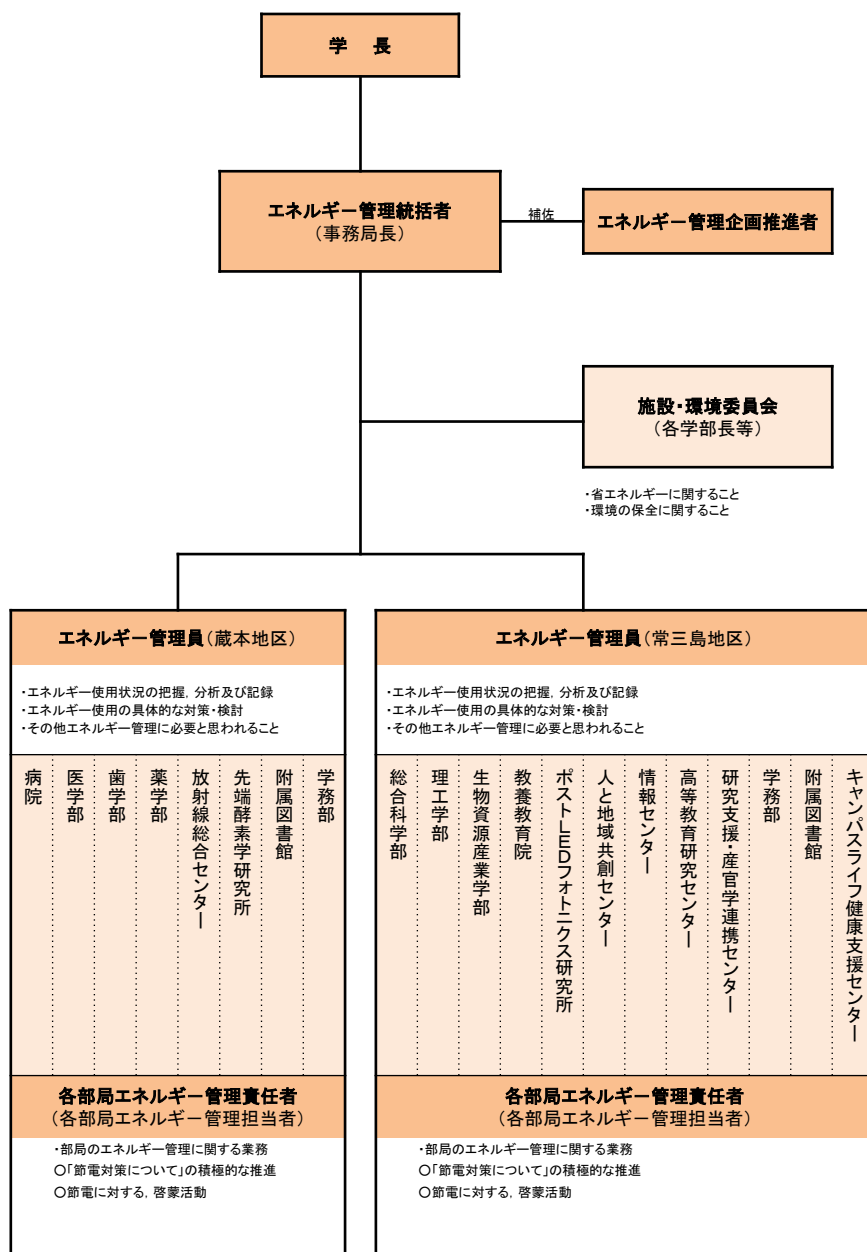 学 長
エネルギー管理統括者
(事務局長)
補佐
エネルギー管理企画推進者
施設・環境委員会
(各学部長等)
・省エネルギーに関すること
・環境の保全に関すること
エネルギー管理員(蔵本地区)
・エネルギー使用状況の把握,分析及び記録
・エネルギー使用の具体的な対策・検討
・その他エネルギー管理に必要と思われること
病院
医学部
歯学部
薬学部
放射線総合センター
先端酵素学研究所
附属図書館
学務部
各部局エネルギー管理責任者
(各部局エネルギー管理担当者)
・部局のエネルギー管理に関する業務
○「節電対策について」の積極的な推進
○節電に対する,啓蒙活動
エネルギー管理員(常三島地区)
・エネルギー使用状況の把握,分析及び記録
・エネルギー使用の具体的な対策・検討
・その他エネルギー管理に必要と思われること
総合科学部
理工学部
生物資源産業学部
教養教育院
ポストLEDフォトニクス研究所
人と地域共創センター
情報センター
高等教育研究センター
研究支援・産官学連携センター
学務部
附属図書館
キャンパスライフ健康支援センター
各部局エネルギー管理責任者
(各部局エネルギー管理担当者)
・部局のエネルギー管理に関する業務
○「節電対策について」の積極的な推進
○節電に対する,啓蒙活動